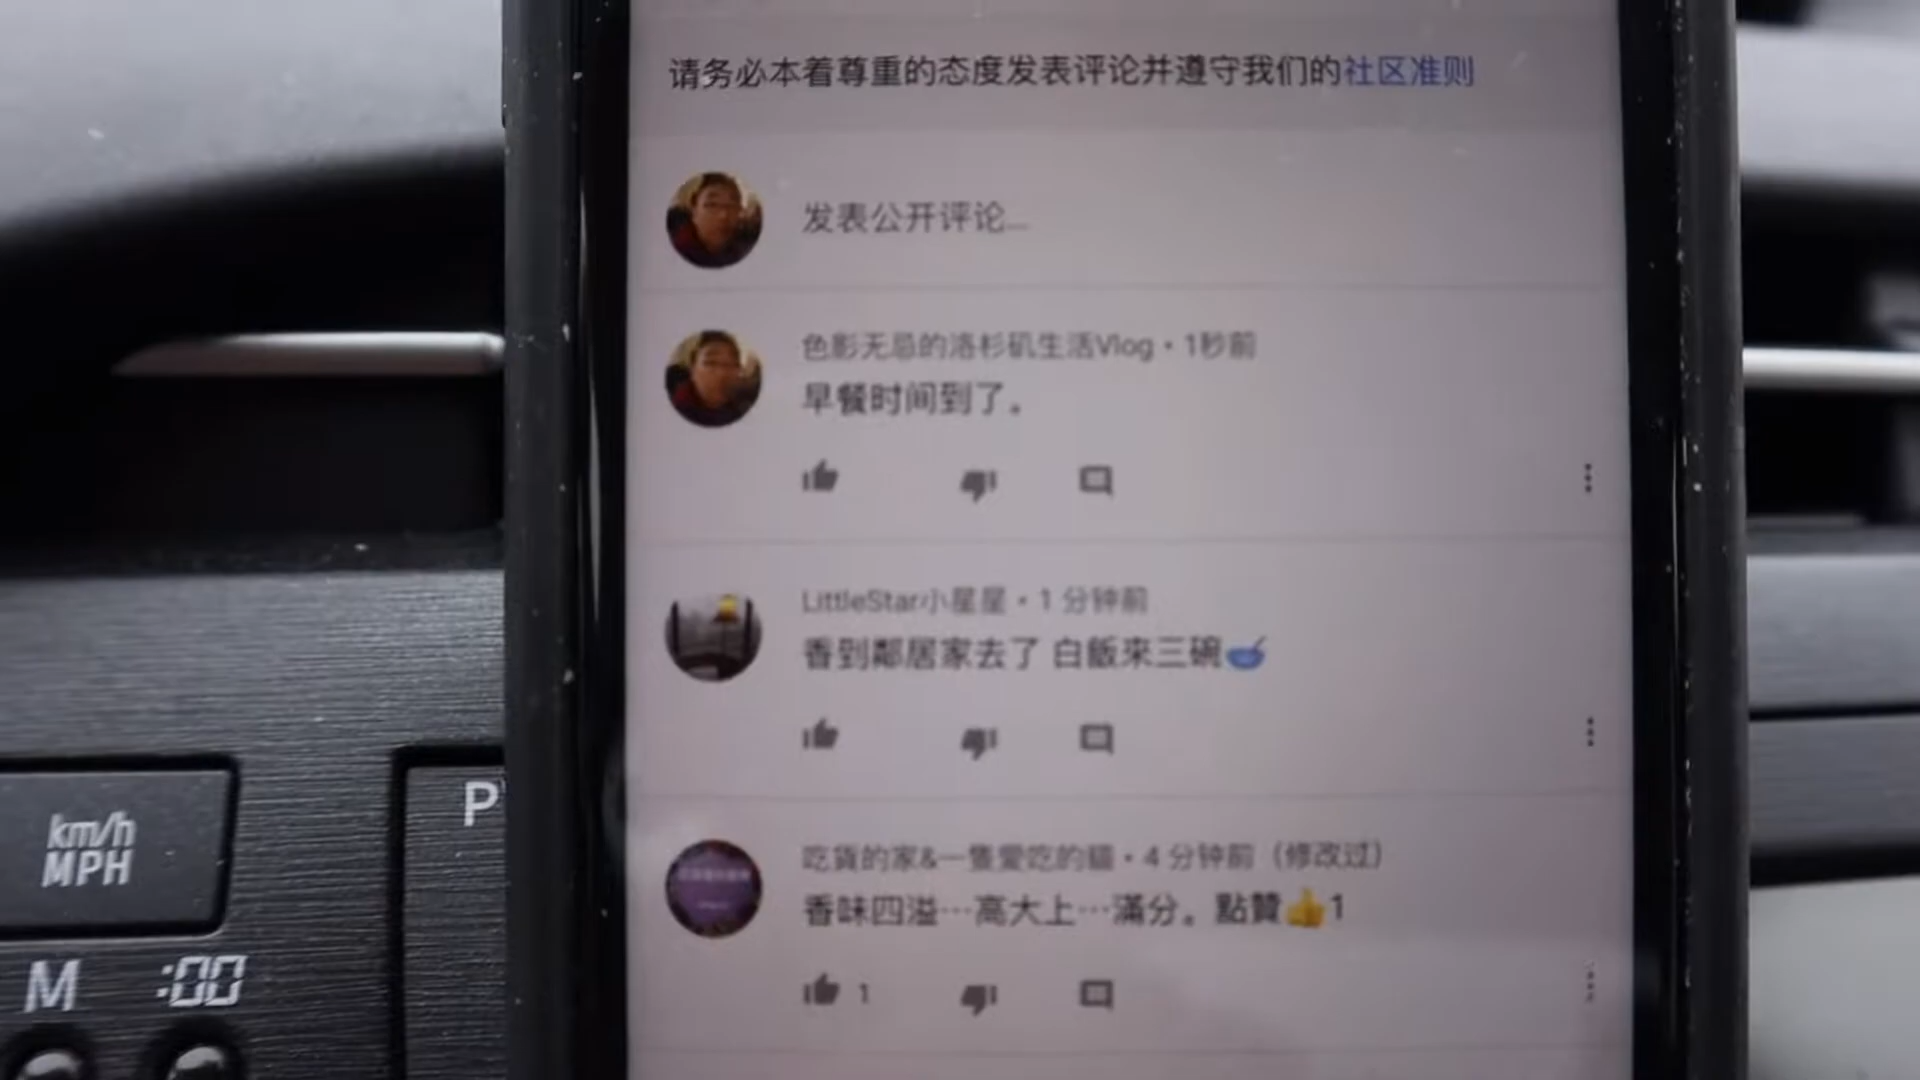 请务必本着尊重的态度发表评论并遵守我们的社区准则
发表公开评论...
色影无忌的洛杉矶生活Vlog • 1秒前
早餐时间到了。
LittleStar小星星 • 1 分钟前
香到鄰居家去了 白飯來三碗🥣
吃貨的家&一隻愛吃的貓 • 4 分钟前（修改过）
香味四溢…高大上…滿分。點贊👍1
1
km/h
MPH
P
M :00